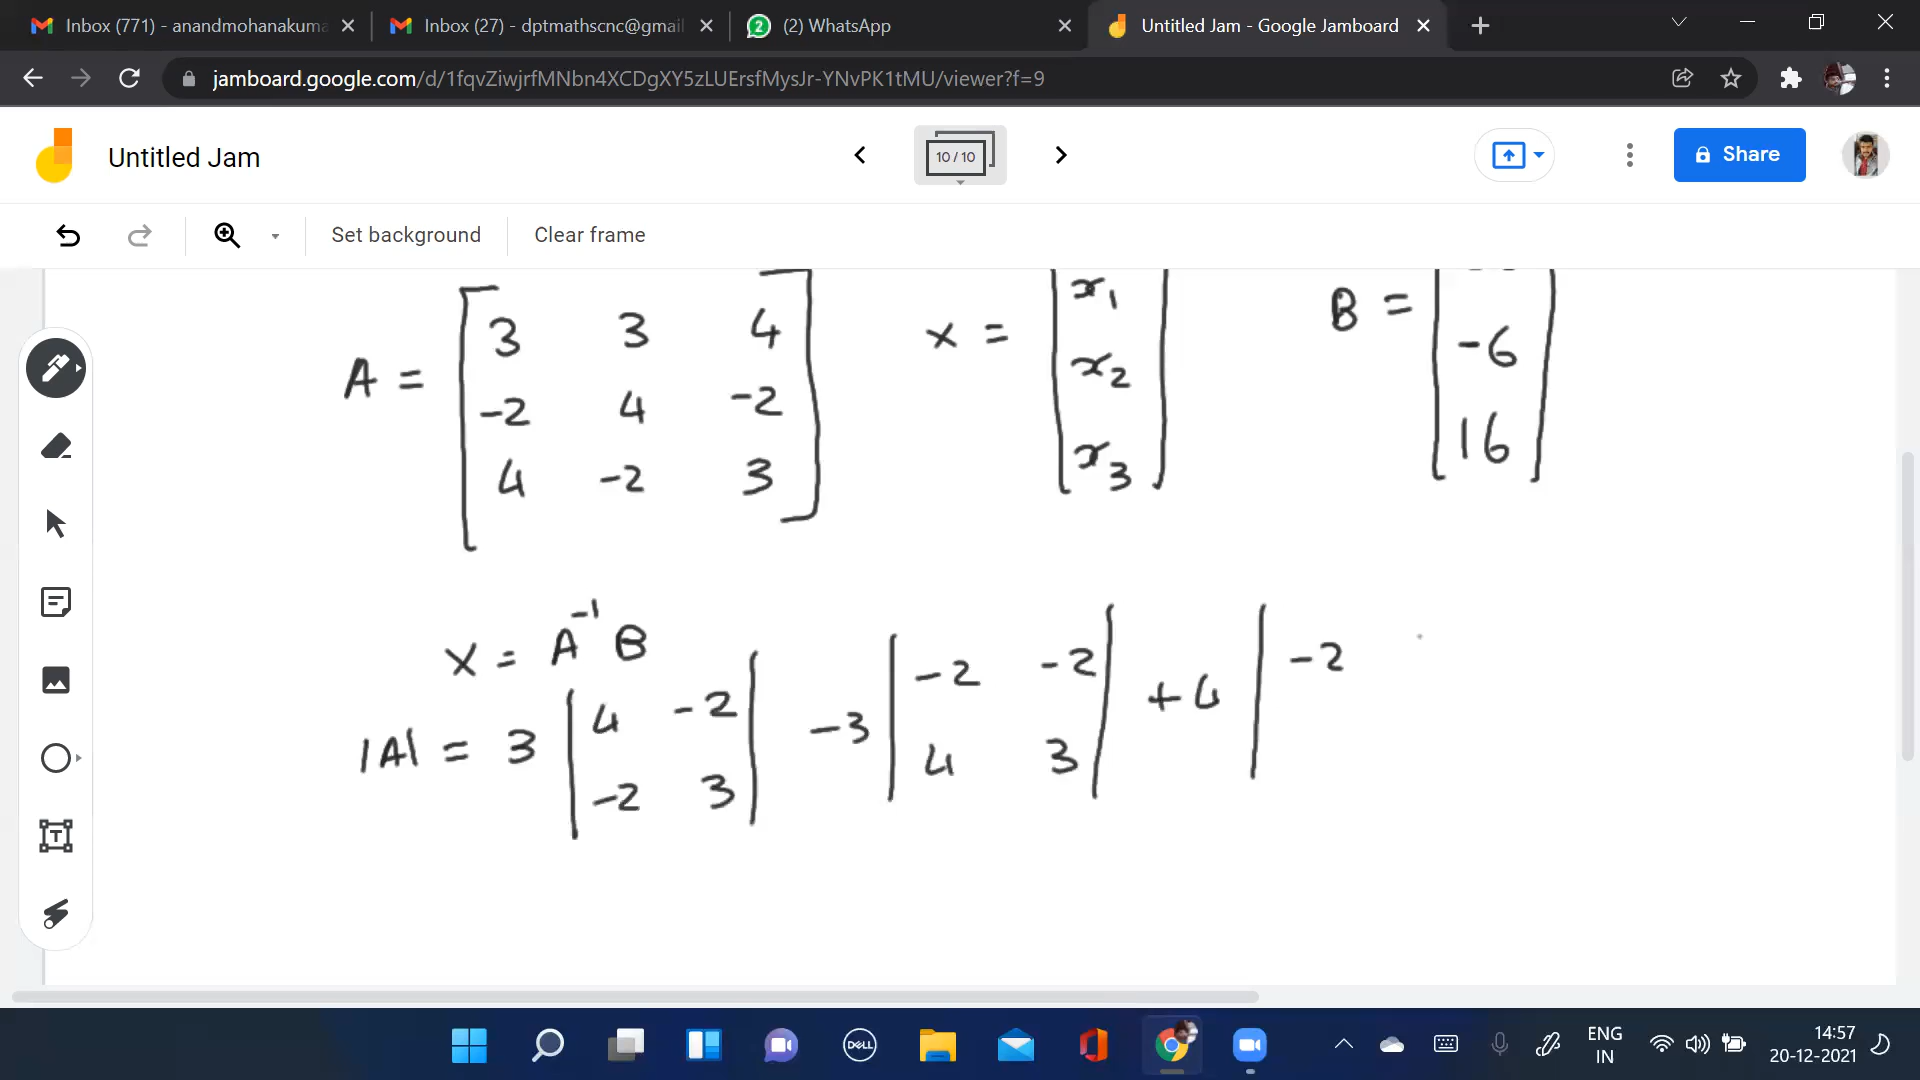 Inbox (771) - anandmohanakuma
Inbox (27) - dptmathscnc@gmail
(2) WhatsApp
Untitled Jam - Google Jamboard
jamboard.google.com/d/1fqvZiwjrfMNbn4XCDgXY5zLUErsfMysJr-YNvPK1tMU/viewer?f=9
Untitled Jam
10 / 10
Share
Set background
Clear frame
A = [3 3 4
-2 4 -2
4 -2 3]
x = [x₁
x₂
x₃]
B = [
-6
16]
X = A⁻¹ B
|A| = 3 |4 -2| -3 |-2 -2| +4 |-2
-2 3 4 3
DELL
ENG
IN
14:57
20-12-2021